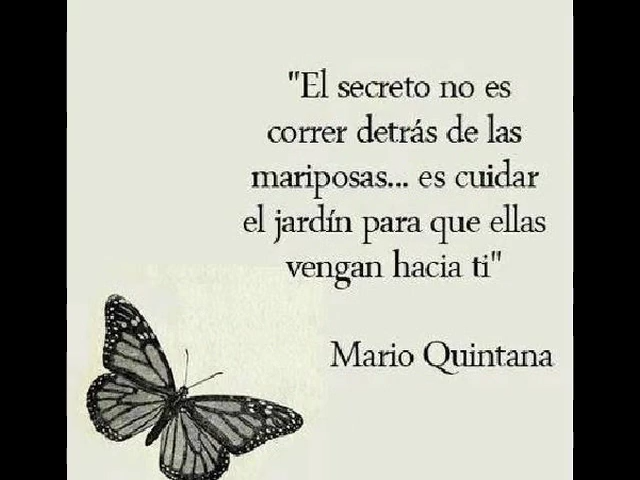 "El secreto no es
correr detrás de las
mariposas... es cuidar
el jardín para que ellas
vengan hacia ti"
Mario Quintana